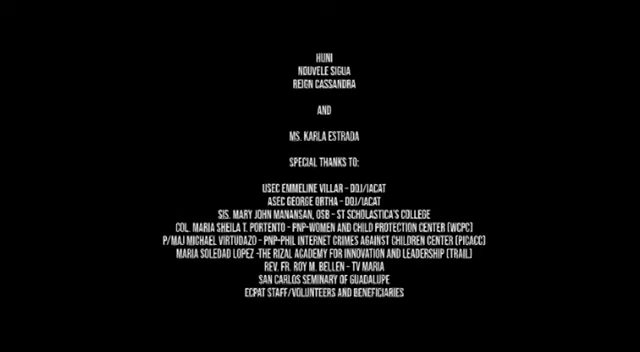 HUNI
NOUVELE SIGUA
REIGN CASSANDRA
AND
MS. KARLA ESTRADA
SPECIAL THANKS TO:
USEC EMMELINE VILLAR - DOJ/IACAT
ASEC GEORGE ORTHA - DOJ/IACAT
SIS. MARY JOHN MANANSAN, OSB - ST SCHOLASTICA'S COLLEGE
COL. MARIA SHEILA T. PORTENTO - PNP-WOMEN AND CHILD PROTECTION CENTER (WCPC)
P/MAJ MICHAEL VIRTUDAZO - PNP-PHIL INTERNET CRIMES AGAINST CHILDREN CENTER (PICACC)
MARIA SOLEDAD LOPEZ -THE RIZAL ACADEMY FOR INNOVATION AND LEADERSHIP (TRAIL)
REV. FR. ROY M. BELLEN - TV MARIA
SAN CARLOS SEMINARY OF GUADALUPE
ECPAT STAFF/VOLUNTEERS AND BENEFICIARIES